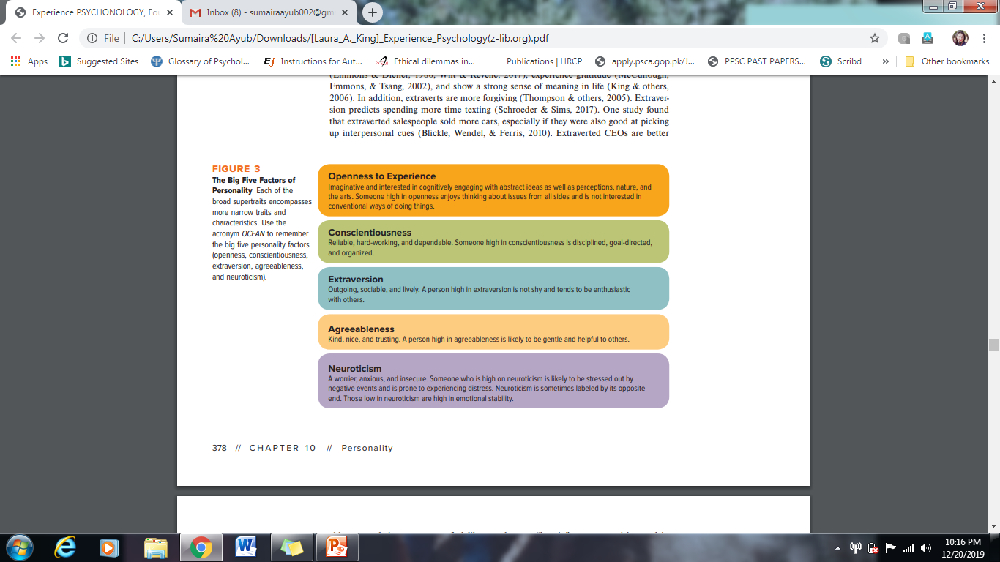 Experience PSYCHONOLOGY, Fo
Inbox (8) - sumairaayub002@gm
File | C:/Users/Sumaira%20Ayub/Downloads/[Laura_A._King]_Experience_Psychology(z-lib.org).pdf
Apps Suggested Sites Glossary of Psychol... Instructions for Aut... Ethical dilemmas in... Publications | HRCP apply.psca.gop.pk/J... PPSC PAST PAPERS... Scribd » Other bookmarks
(Emmons & Diener, 1986; Wilt & Revelle, 2017), experience gratitude (McCullough,
Emmons, & Tsang, 2002), and show a strong sense of meaning in life (King & others,
2006). In addition, extraverts are more forgiving (Thompson & others, 2005). Extraver-
sion predicts spending more time texting (Schroeder & Sims, 2017). One study found
that extraverted salespeople sold more cars, especially if they were also good at picking
up interpersonal cues (Blickle, Wendel, & Ferris, 2010). Extraverted CEOs are better
FIGURE 3
The Big Five Factors of
Personality Each of the
broad supertraits encompasses
more narrow traits and
characteristics. Use the
acronym OCEAN to remember
the big five personality factors
(openness, conscientiousness,
extraversion, agreeableness,
and neuroticism).
Openness to Experience
Imaginative and interested in cognitively engaging with abstract ideas as well as perceptions, nature, and
the arts. Someone high in openness enjoys thinking about issues from all sides and is not interested in
conventional ways of doing things.
Conscientiousness
Reliable, hard-working, and dependable. Someone high in conscientiousness is disciplined, goal-directed,
and organized.
Extraversion
Outgoing, sociable, and lively. A person high in extraversion is not shy and tends to be enthusiastic
with others.
Agreeableness
Kind, nice, and trusting. A person high in agreeableness is likely to be gentle and helpful to others.
Neuroticism
A worrier, anxious, and insecure. Someone who is high on neuroticism is likely to be stressed out by
negative events and is prone to experiencing distress. Neuroticism is sometimes labeled by its opposite
end. Those low in neuroticism are high in emotional stability.
378 // CHAPTER 10 // Personality
10:16 PM
12/20/2019